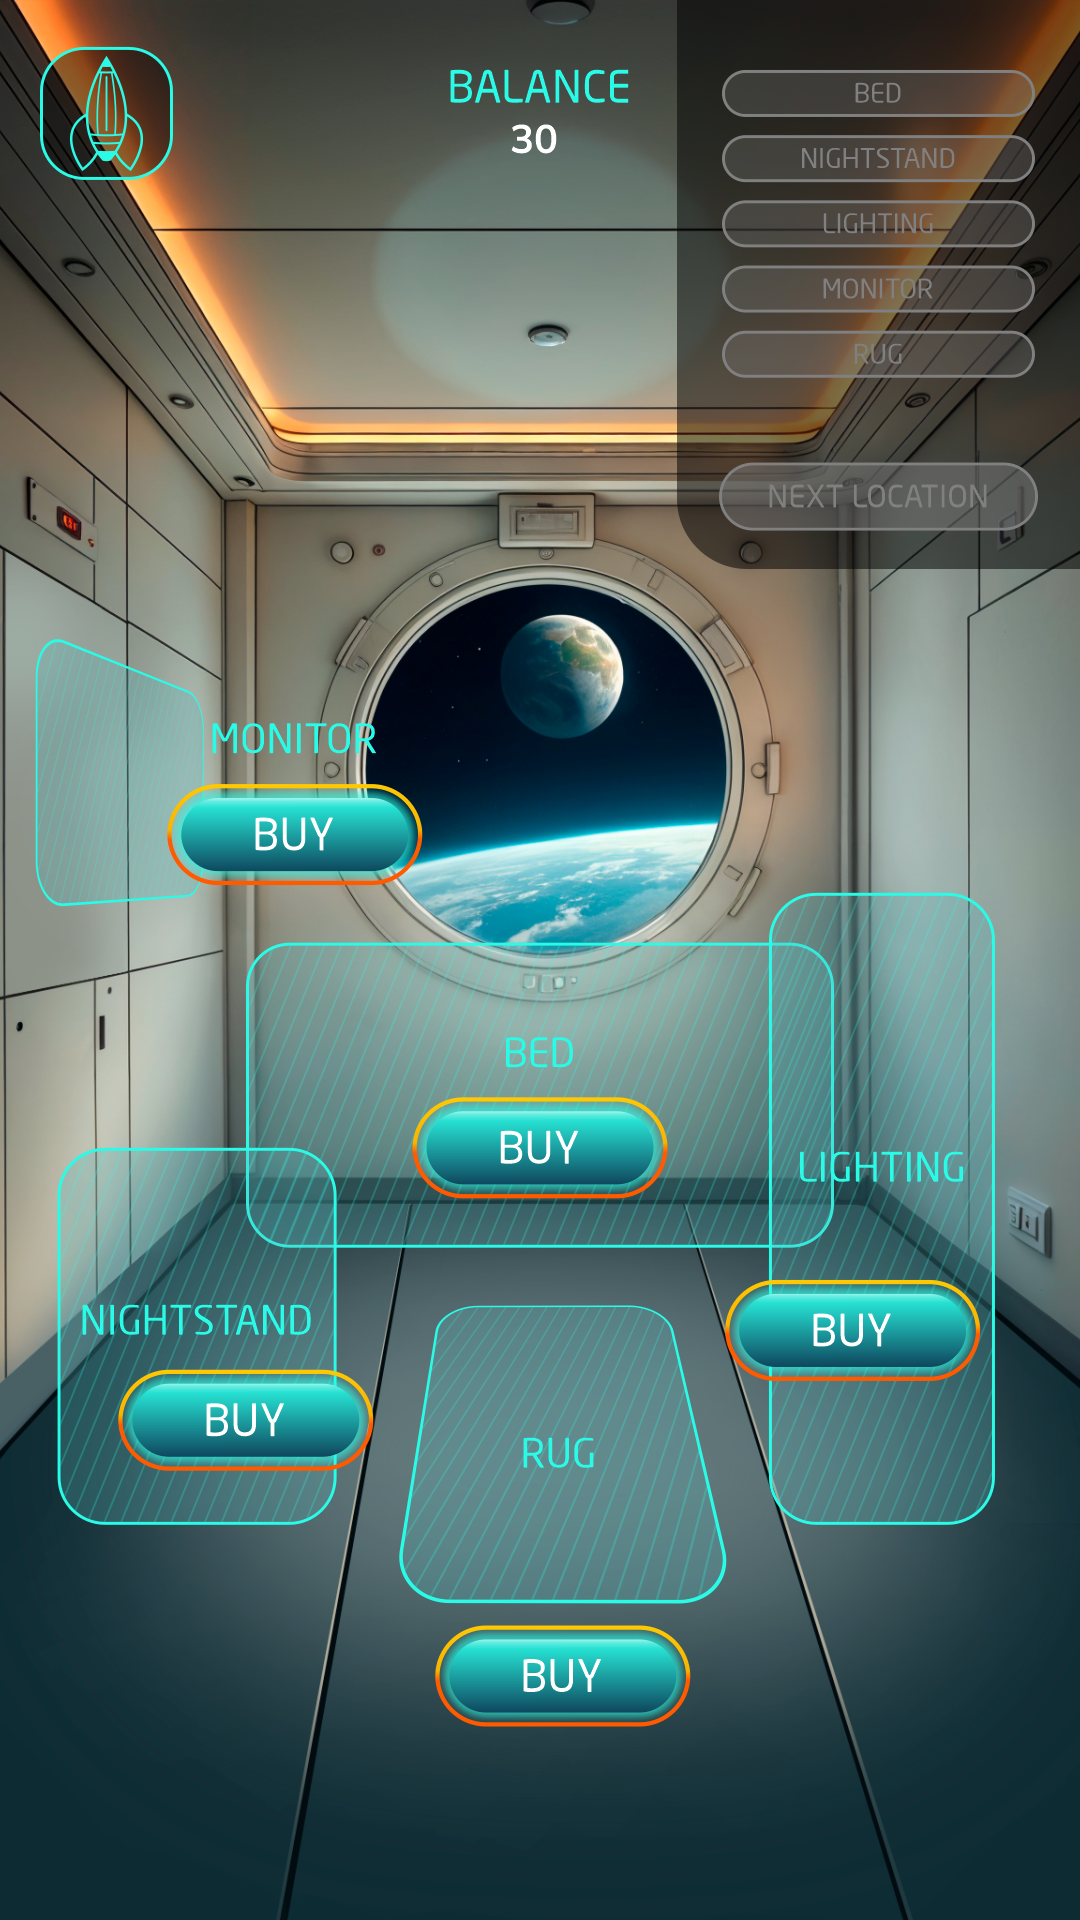 BALANCE
30
BED
NIGHTSTAND
LIGHTING
MONITOR
RUG
NEXT LOCATION
MONITOR
BUY
BED
BUY
LIGHTING
BUY
NIGHTSTAND
BUY
RUG
BUY